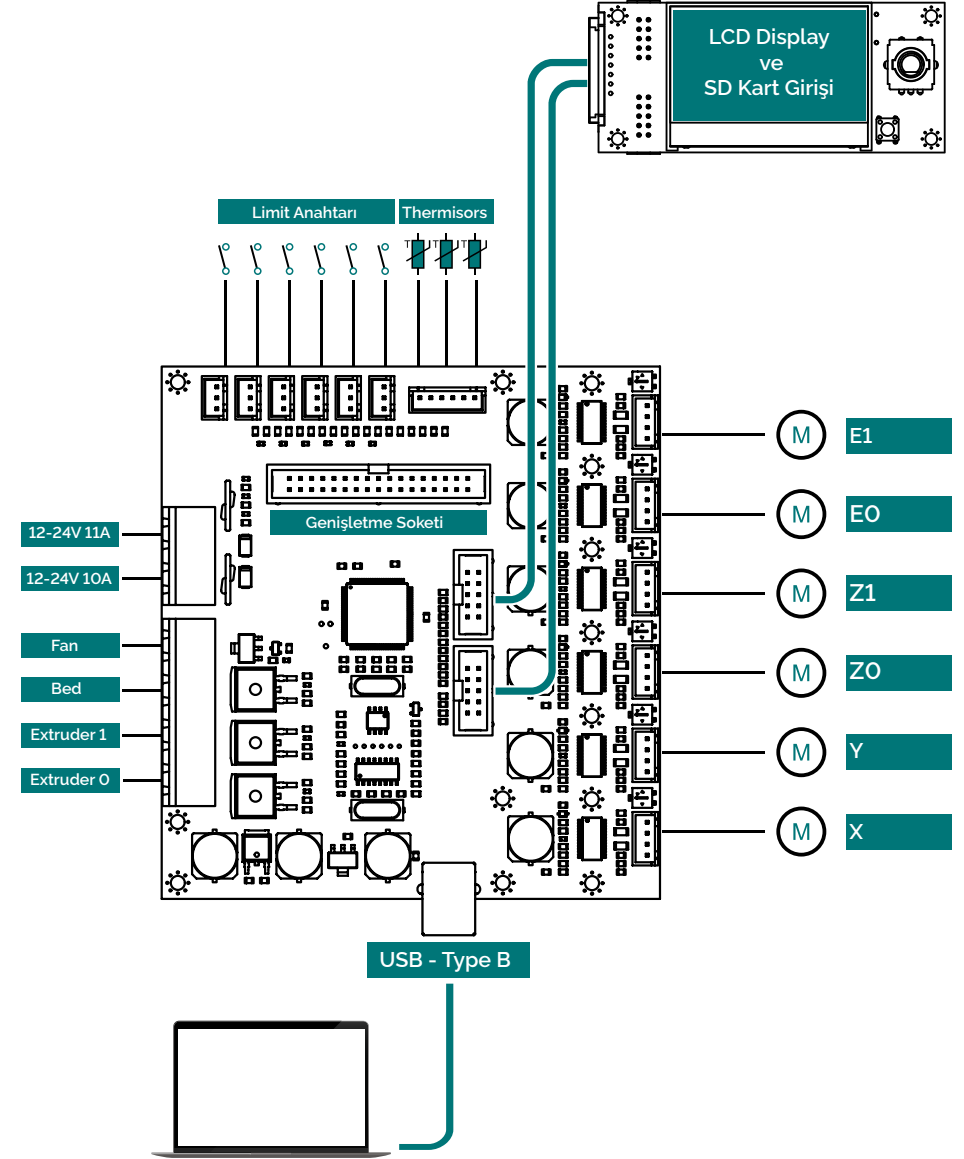 LCD Display
ve
SD Kart Girişi
Limit Anahtarı
Thermisors
T
T
T
Genişletme Soketi
12-24V 11A
12-24V 10A
Fan
Bed
Extruder 1
Extruder 0
M
E1
M
E0
M
Z1
M
Z0
M
Y
M
X
USB - Type B